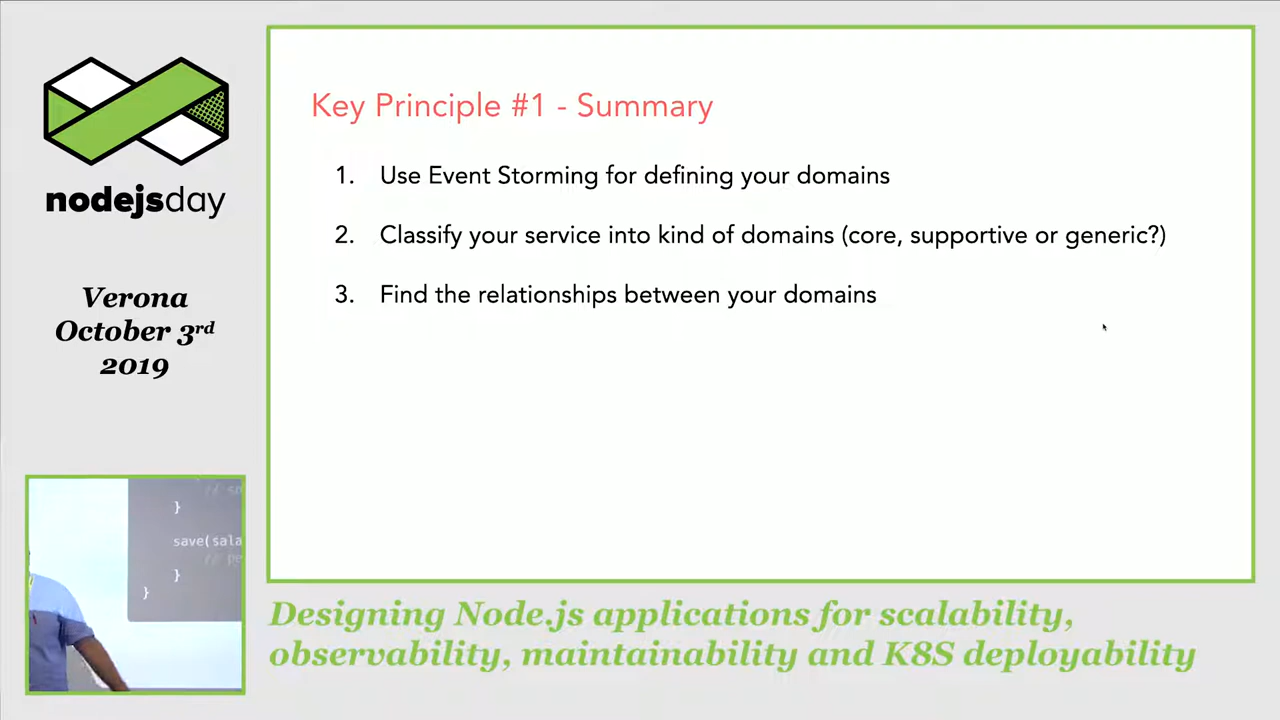 nodejsday
Verona
October 3rd
2019
Key Principle #1 - Summary
1. Use Event Storming for defining your domains
2. Classify your service into kind of domains (core, supportive or generic?)
3. Find the relationships between your domains
}
save(sala
}
}
Designing Node.js applications for scalability,
observability, maintainability and K8S deployability